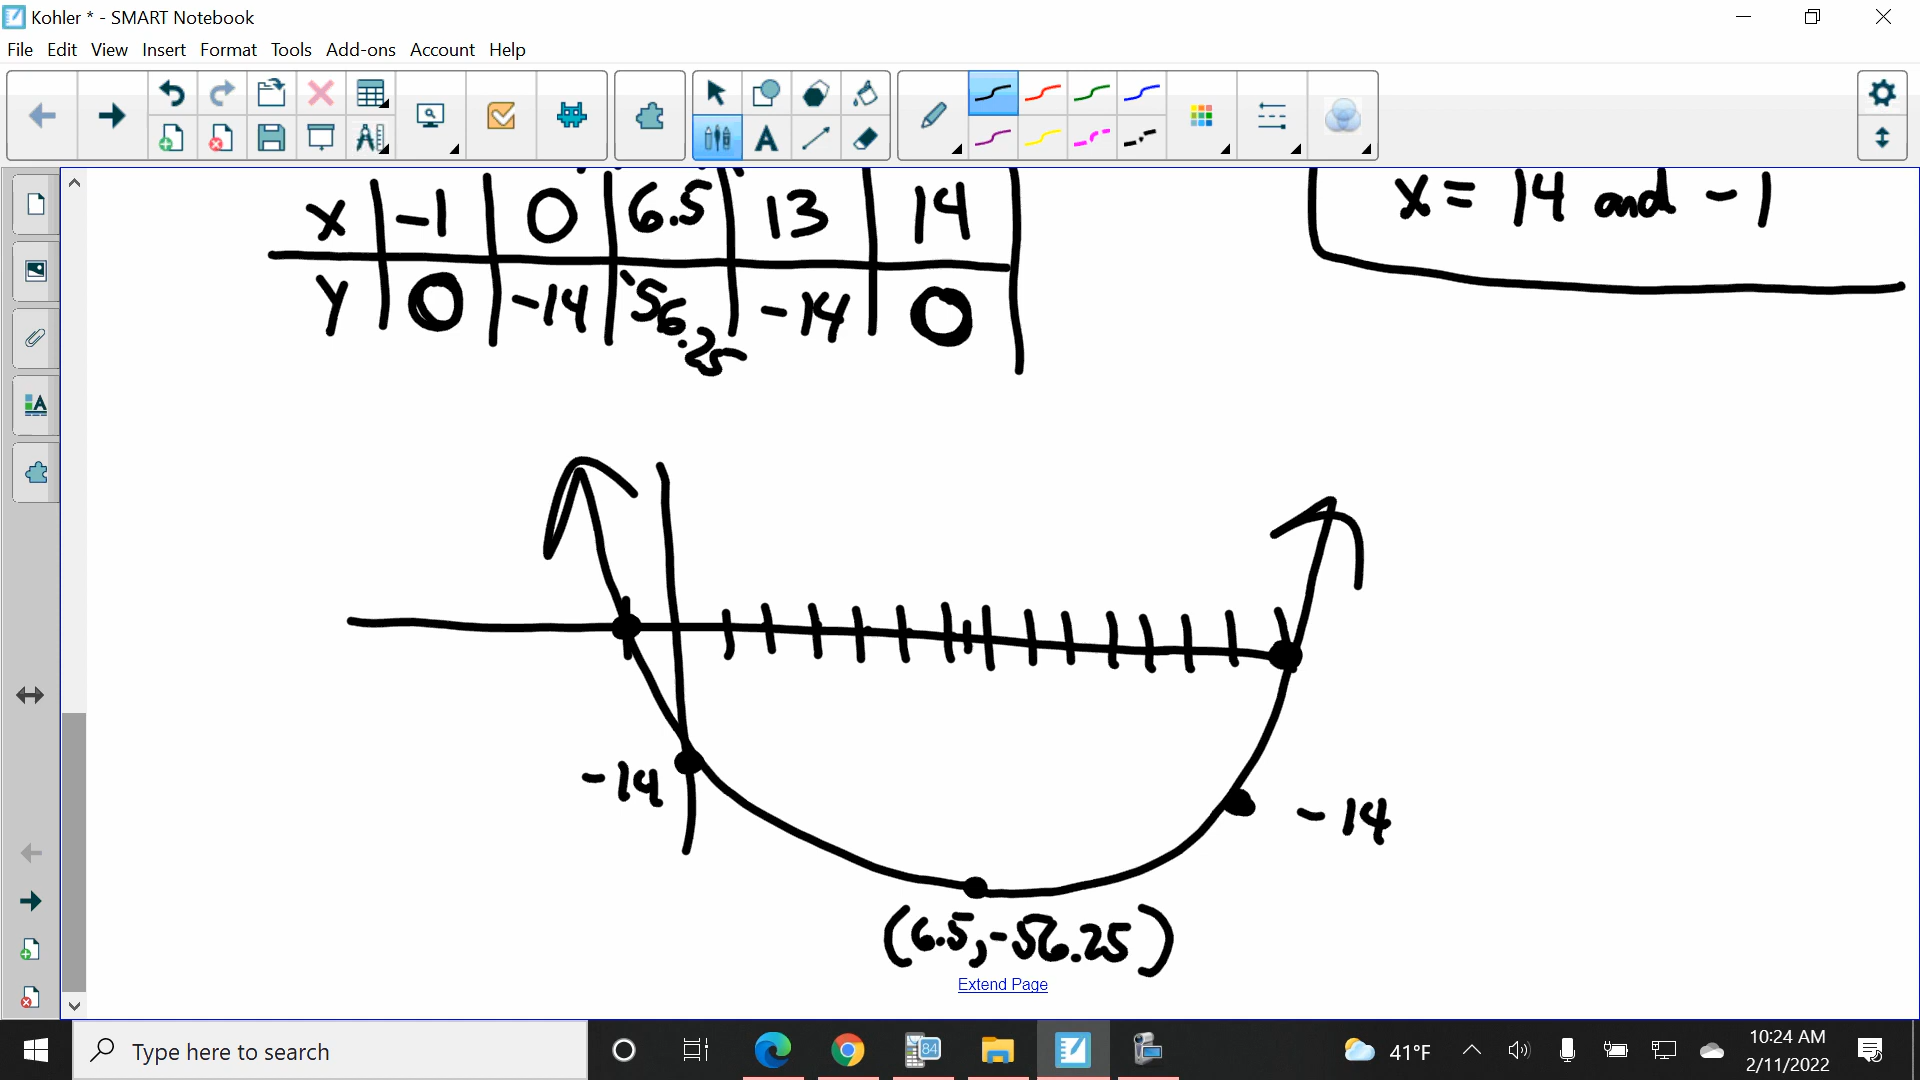 Kohler * - SMART Notebook
File Edit View Insert Format Tools Add-ons Account Help
x = 14 and -1
x -1 0 6.5 13 14
y 0 -14 -56.25 -14 0
-14
-14
(6.5, -56.25)
Extend Page
Type here to search
84
41°F
10:24 AM
2/11/2022